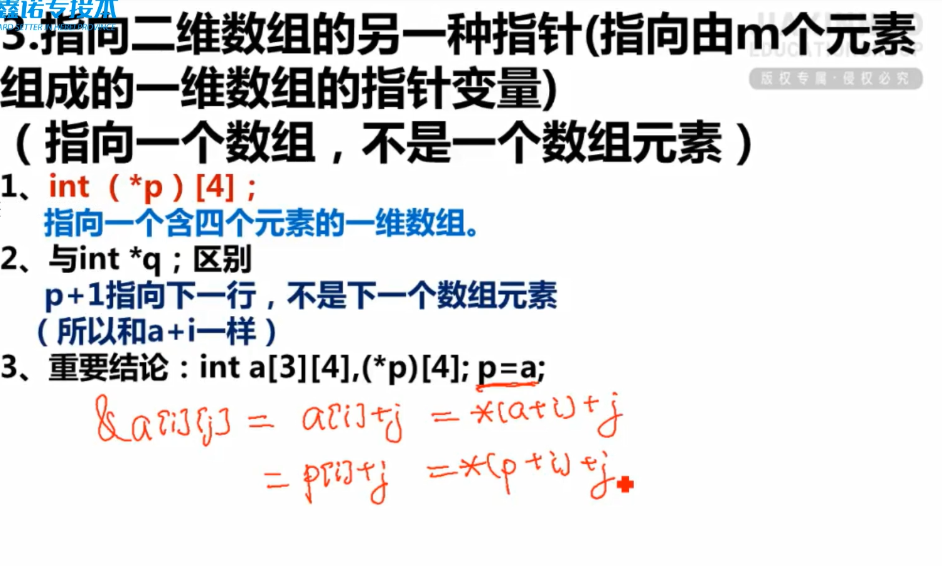 鑫诺专接本
3.指向二维数组的另一种指针(指向由m个元素
组成的一维数组的指针变量)
（指向一个数组，不是一个数组元素）
版权专属·侵权必究
1、int（*p）[4]；
指向一个含四个元素的一维数组。
2、与int *q；区别
p+1指向下一行，不是下一个数组元素
（所以和a+i一样）
3、重要结论：int a[3][4],(*p)[4]; p=a;
&a[i][j] = a[i]+j = *(a+i)+j
= p[i]+j = *(p+i)+j